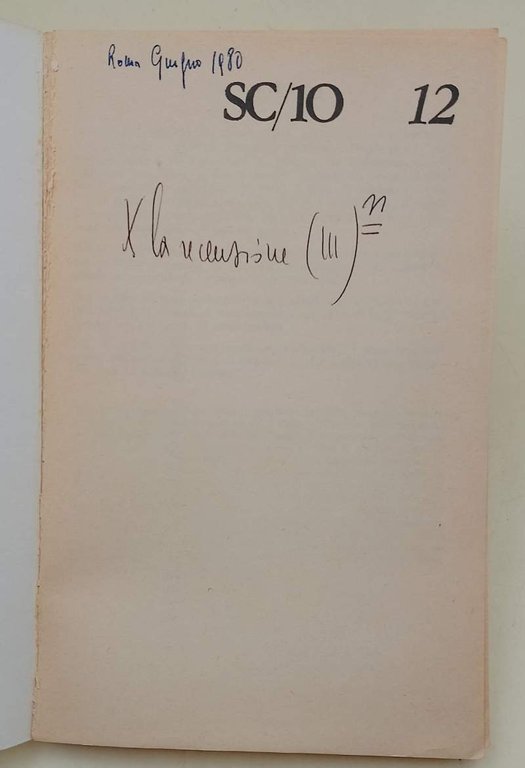 Roma Giugno 1980
SC/10 12
X la recensione (III) n